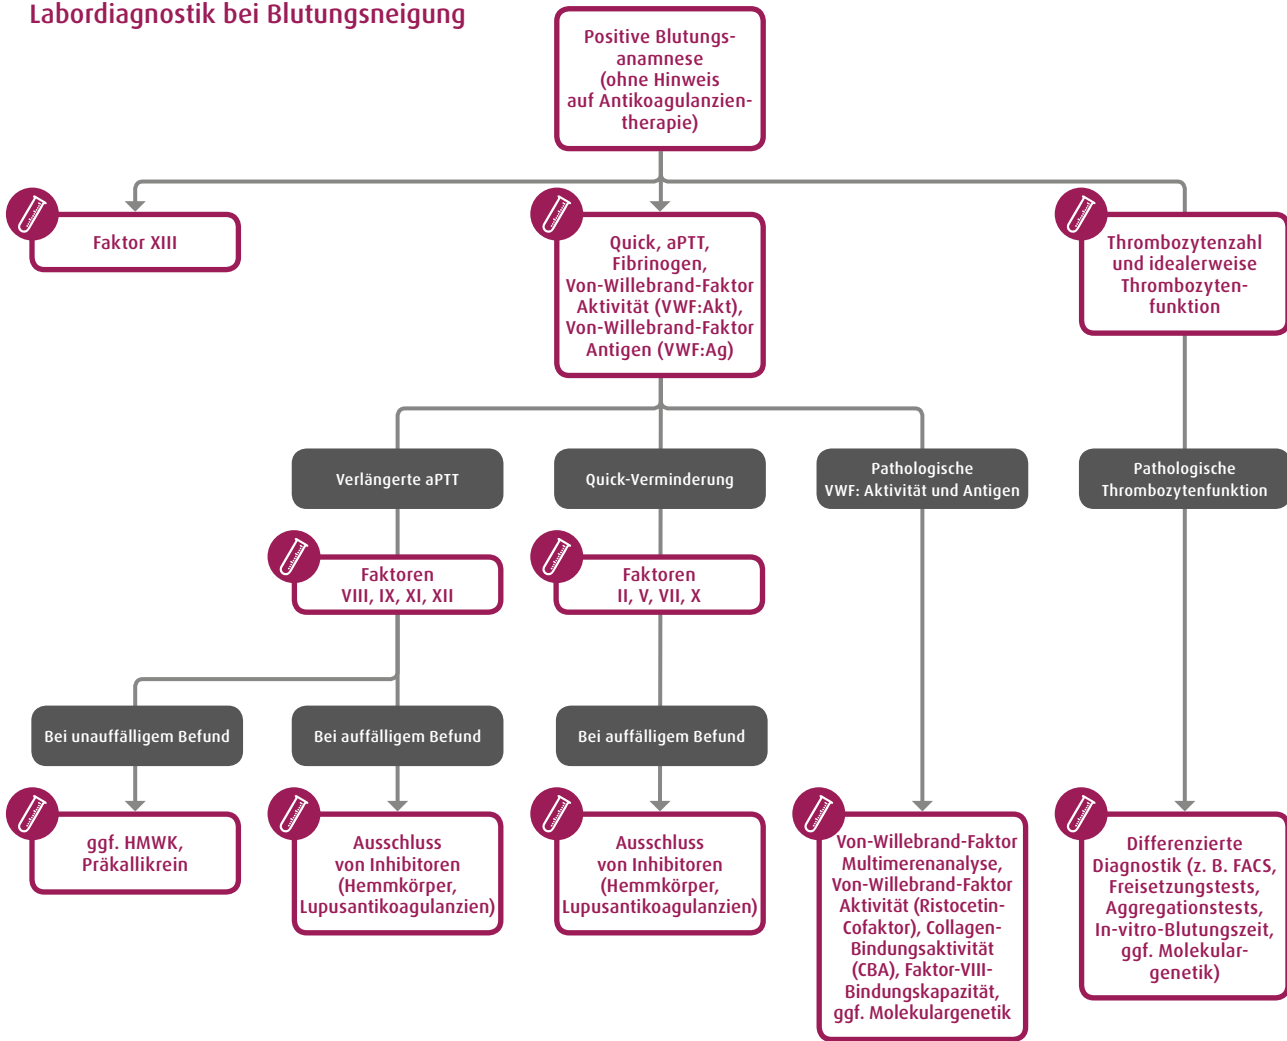 Labordiagnostik bei Blutungsneigung
Positive Blutungs-
anamnese
(ohne Hinweis
auf Antikoagulanzien-
therapie)
Faktor XIII
Quick, aPTT,
Fibrinogen,
Von-Willebrand-Faktor
Aktivität (VWF:Akt),
Von-Willebrand-Faktor
Antigen (VWF:Ag)
Thrombozytenzahl
und idealerweise
Thrombozyten-
funktion
Verlängerte aPTT
Quick-Verminderung
Pathologische
VWF: Aktivität und Antigen
Pathologische
Thrombozytenfunktion
Faktoren
VIII, IX, XI, XII
Faktoren
II, V, VII, X
Bei unauffälligem Befund
Bei auffälligem Befund
Bei auffälligem Befund
ggf. HMWK,
Präkallikrein
Ausschluss
von Inhibitoren
(Hemmkörper,
Lupusantikoagulanzien)
Ausschluss
von Inhibitoren
(Hemmkörper,
Lupusantikoagulanzien)
Von-Willebrand-Faktor
Multimerenanalyse,
Von-Willebrand-Faktor
Aktivität (Ristocetin-
Cofaktor), Collagen-
Bindungsaktivität
(CBA), Faktor-VIII-
Bindungskapazität,
ggf. Molekulargenetik
Differenzierte
Diagnostik (z. B. FACS,
Freisetzungstests,
Aggregationstests,
In-vitro-Blutungszeit,
ggf. Molekular-
genetik)